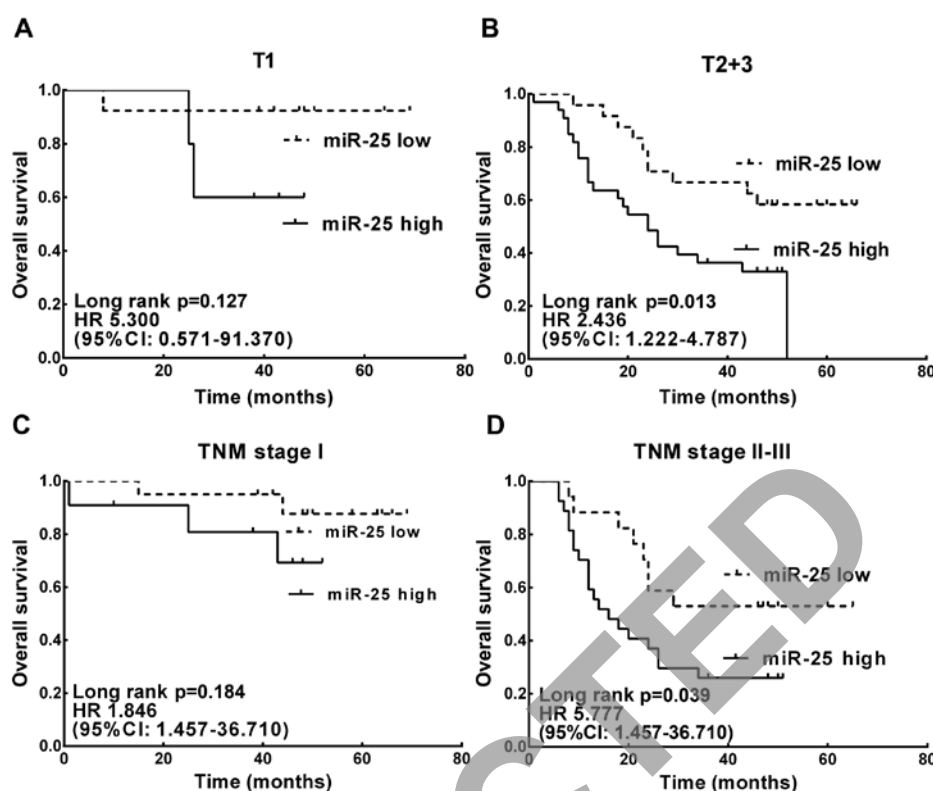 A
T1
1.0
0.8
0.6
0.4
0.2
0.0
Overall survival
miR-25 low
miR-25 high
Long rank p=0.127
HR 5.300
(95%CI: 0.571-91.370)
0 20 40 60 80
Time (months)
B
T2+3
1.0
0.8
0.6
0.4
0.2
0.0
Overall survival
miR-25 low
miR-25 high
Long rank p=0.013
HR 2.436
(95%CI: 1.222-4.787)
0 20 40 60 80
Time (months)
C
TNM stage I
1.0
0.8
0.6
0.4
0.2
0.0
Overall survival
miR-25 low
miR-25 high
Long rank p=0.184
HR 1.846
(95%CI: 1.457-36.710)
0 20 40 60 80
Time (months)
D
TNM stage II-III
1.0
0.8
0.6
0.4
0.2
0.0
Overall survival
miR-25 low
miR-25 high
Long rank p=0.039
HR 5.777
(95%CI: 1.457-36.710)
0 20 40 60 80
Time (months)
CTED